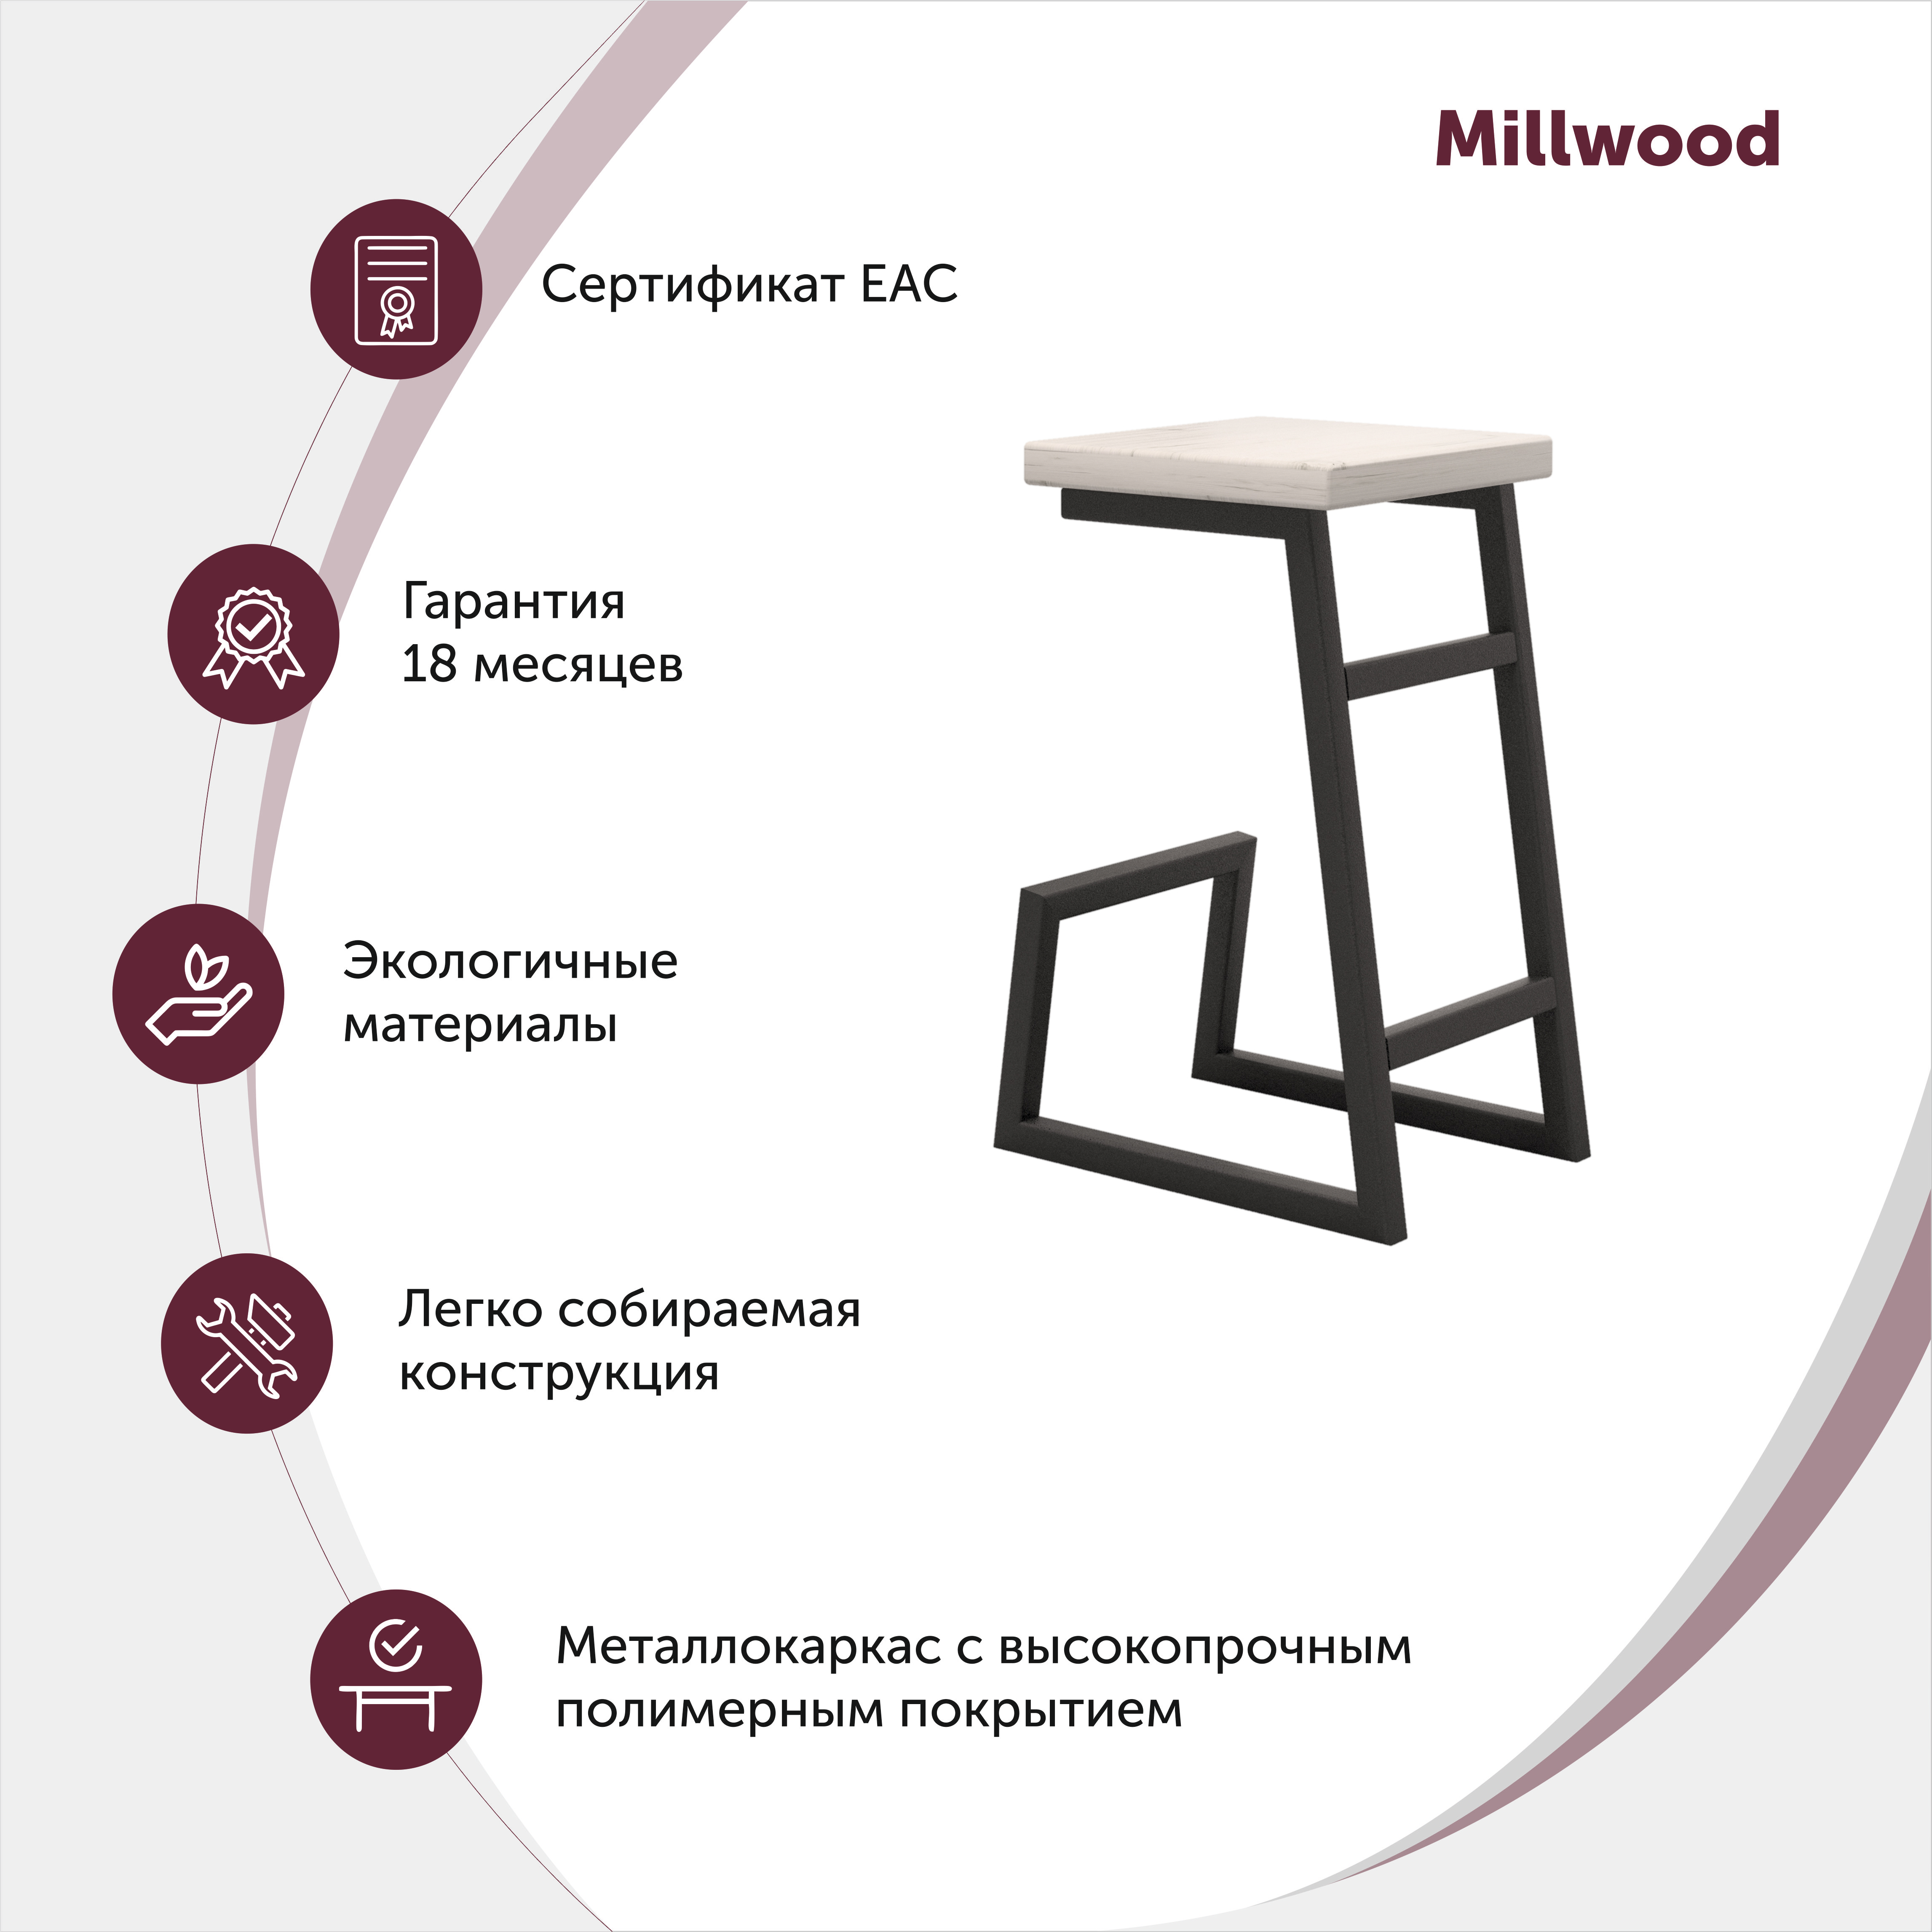 Millwood
Сертификат ЕАС
Гарантия
18 месяцев
Экологичные
материалы
Легко собираемая
конструкция
Металлокаркас с высокопрочным
полимерным покрытием